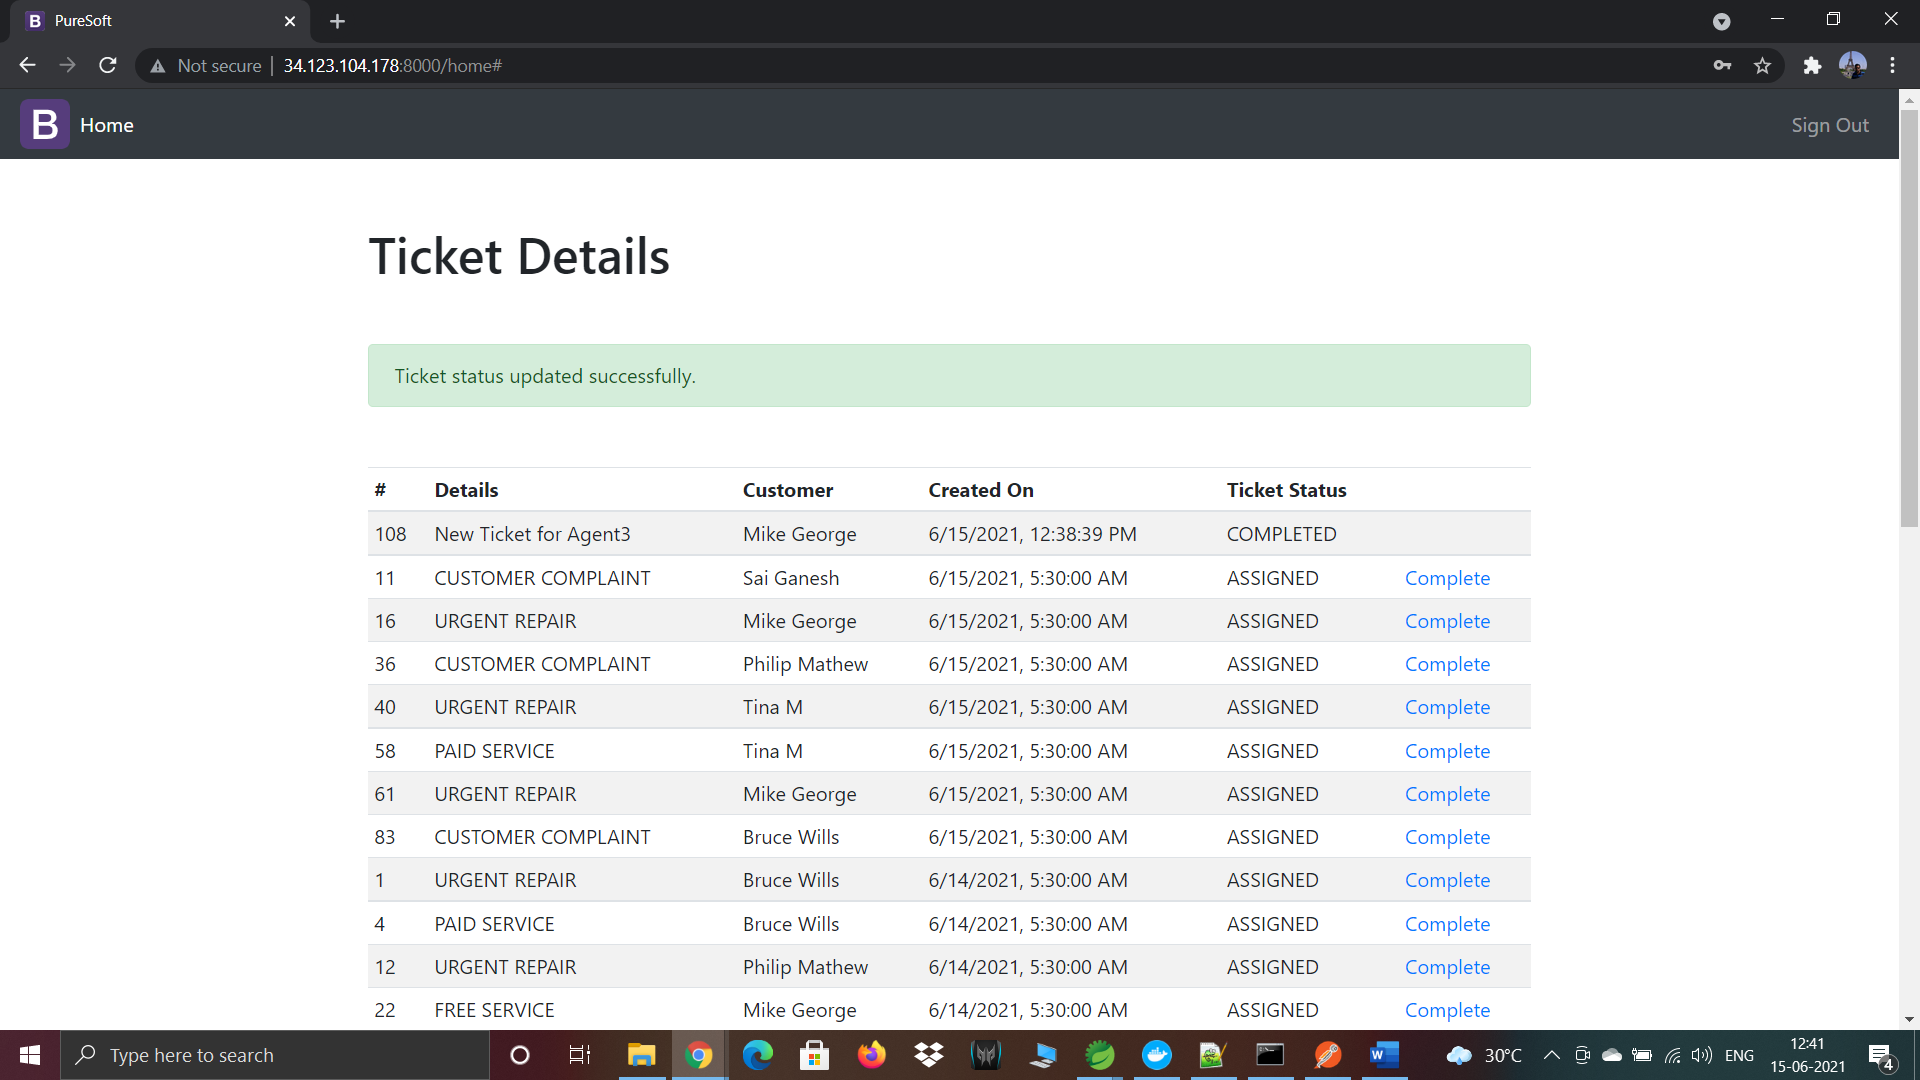 B PureSoft
Not secure | 34.123.104.178:8000/home#
B Home Sign Out
Ticket Details
Ticket status updated successfully.
# Details Customer Created On Ticket Status
108 New Ticket for Agent3 Mike George 6/15/2021, 12:38:39 PM COMPLETED
11 CUSTOMER COMPLAINT Sai Ganesh 6/15/2021, 5:30:00 AM ASSIGNED Complete
16 URGENT REPAIR Mike George 6/15/2021, 5:30:00 AM ASSIGNED Complete
36 CUSTOMER COMPLAINT Philip Mathew 6/15/2021, 5:30:00 AM ASSIGNED Complete
40 URGENT REPAIR Tina M 6/15/2021, 5:30:00 AM ASSIGNED Complete
58 PAID SERVICE Tina M 6/15/2021, 5:30:00 AM ASSIGNED Complete
61 URGENT REPAIR Mike George 6/15/2021, 5:30:00 AM ASSIGNED Complete
83 CUSTOMER COMPLAINT Bruce Wills 6/15/2021, 5:30:00 AM ASSIGNED Complete
1 URGENT REPAIR Bruce Wills 6/14/2021, 5:30:00 AM ASSIGNED Complete
4 PAID SERVICE Bruce Wills 6/14/2021, 5:30:00 AM ASSIGNED Complete
12 URGENT REPAIR Philip Mathew 6/14/2021, 5:30:00 AM ASSIGNED Complete
22 FREE SERVICE Mike George 6/14/2021, 5:30:00 AM ASSIGNED Complete
Type here to search 30°C ENG 12:41
15-06-2021 4